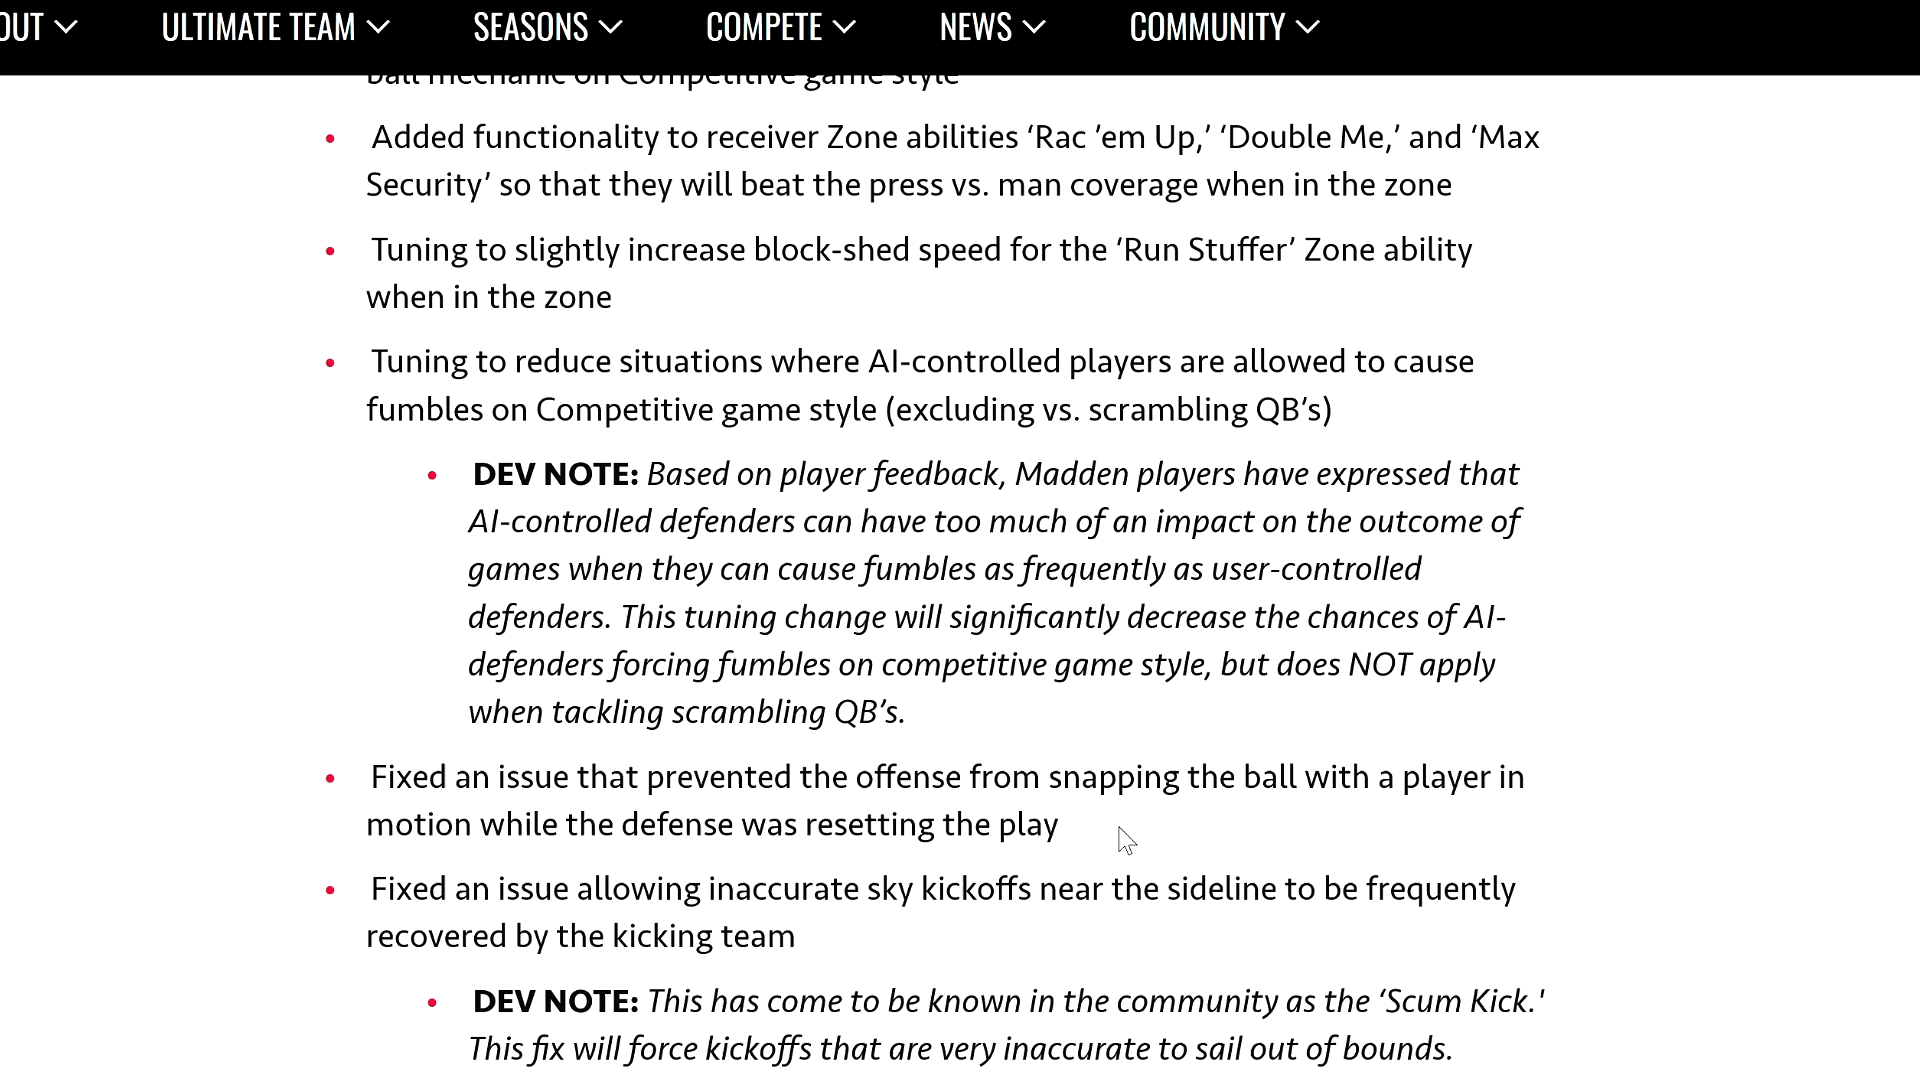 OUT ULTIMATE TEAM SEASONS COMPETE NEWS COMMUNITY
ball mechanic on Competitive game style
• Added functionality to receiver Zone abilities ‘Rac ’em Up,’ ‘Double Me,’ and ‘Max
Security’ so that they will beat the press vs. man coverage when in the zone
• Tuning to slightly increase block-shed speed for the ‘Run Stuffer’ Zone ability
when in the zone
• Tuning to reduce situations where AI-controlled players are allowed to cause
fumbles on Competitive game style (excluding vs. scrambling QB’s)
• DEV NOTE: Based on player feedback, Madden players have expressed that
AI-controlled defenders can have too much of an impact on the outcome of
games when they can cause fumbles as frequently as user-controlled
defenders. This tuning change will significantly decrease the chances of AI-
defenders forcing fumbles on competitive game style, but does NOT apply
when tackling scrambling QB’s.
• Fixed an issue that prevented the offense from snapping the ball with a player in
motion while the defense was resetting the play
• Fixed an issue allowing inaccurate sky kickoffs near the sideline to be frequently
recovered by the kicking team
• DEV NOTE: This has come to be known in the community as the ‘Scum Kick.'
This fix will force kickoffs that are very inaccurate to sail out of bounds.